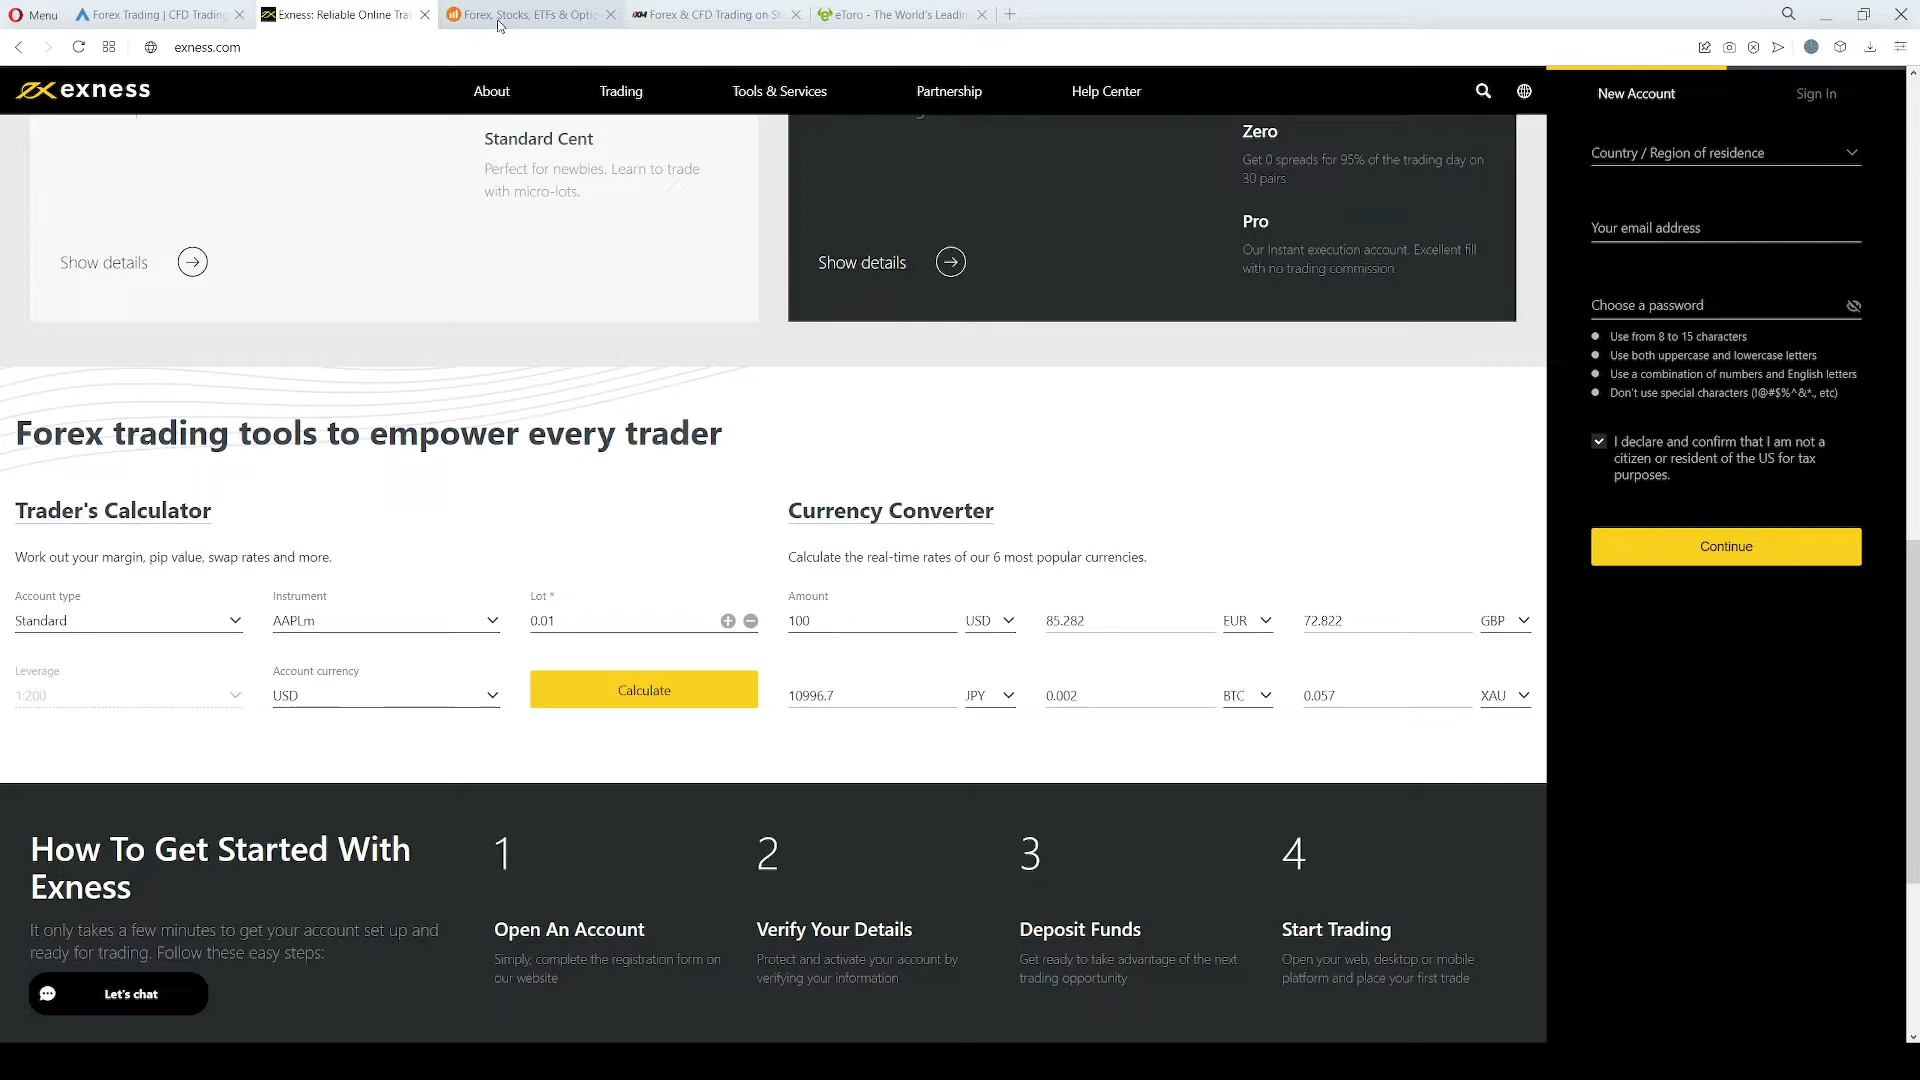 Menu
Forex Trading | CFD Trading
Exness: Reliable Online Tra
Forex, Stocks, ETFs & Optio
XM
Forex & CFD Trading on St
eToro - The World's Leadin
exness.com
exness
About
Trading
Tools & Services
Partnership
Help Center
New Account
Sign In
Standard Cent
Perfect for newbies. Learn to trade
with micro-lots.
Show details
Zero
Get 0 spreads for 95% of the trading day on
30 pairs.
Pro
Our Instant execution account. Excellent fill
with no trading commission.
Show details
Country / Region of residence
Your email address
Choose a password
Use from 8 to 15 characters
Use both uppercase and lowercase letters
Use a combination of numbers and English letters
Don't use special characters (!@#$%^&*., etc)
I declare and confirm that I am not a
citizen or resident of the US for tax
purposes.
Continue
Forex trading tools to empower every trader
Trader's Calculator
Work out your margin, pip value, swap rates and more.
Account type
Instrument
Lot *
Standard
AAPLm
0.01
Leverage
Account currency
1:200
USD
Calculate
Currency Converter
Calculate the real-time rates of our 6 most popular currencies.
Amount
100
USD
85.282
EUR
72.822
GBP
10996.7
JPY
0.002
BTC
0.057
XAU
How To Get Started With
Exness
It only takes a few minutes to get your account set up and
ready for trading. Follow these easy steps:
Let's chat
1
Open An Account
Simply, complete the registration form on
our website
2
Verify Your Details
Protect and activate your account by
verifying your information
3
Deposit Funds
Get ready to take advantage of the next
trading opportunity
4
Start Trading
Open your web, desktop or mobile
platform and place your first trade